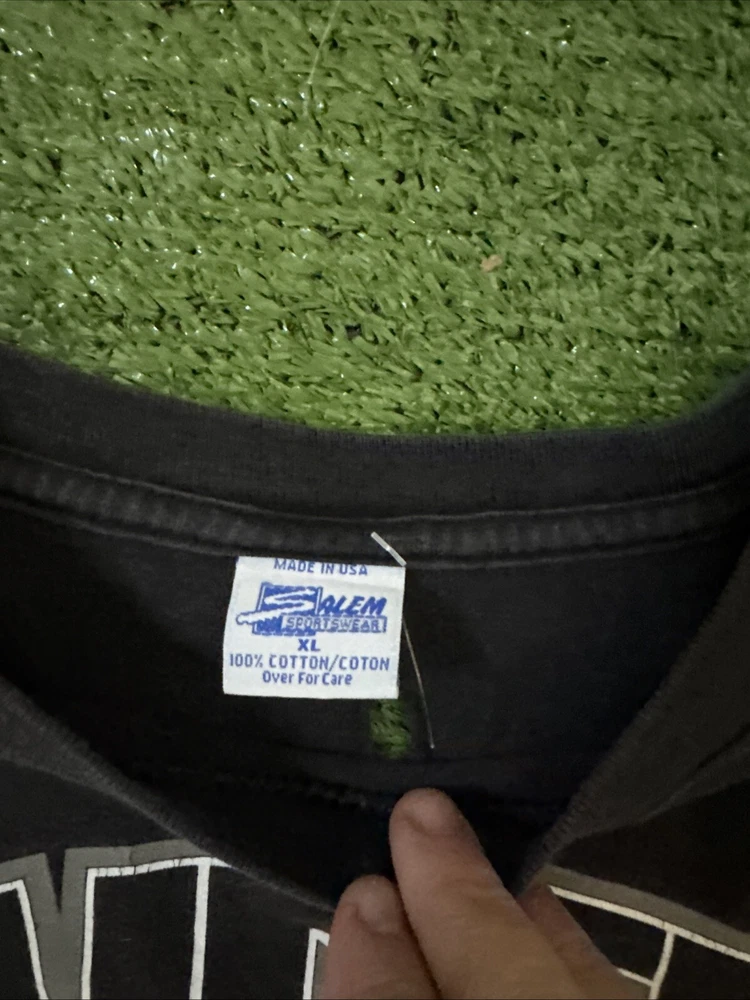 MADE IN USA
SALEM
SPORTSWEAR
XL
100% COTTON/COTON
Over For Care